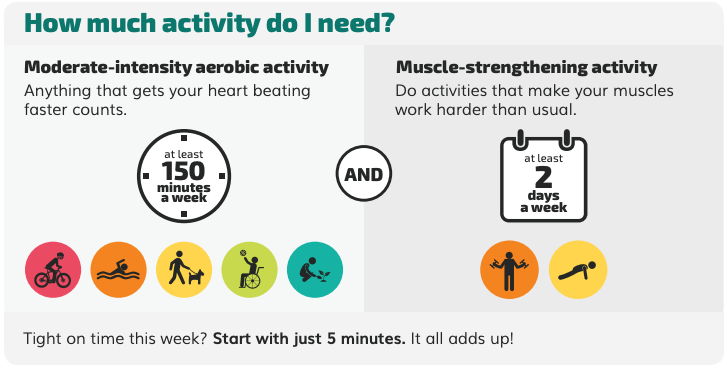 How much activity do I need?
Moderate-intensity aerobic activity
Anything that gets your heart beating
faster counts.
at least
150
minutes
a week
AND
Muscle-strengthening activity
Do activities that make your muscles
work harder than usual.
at least
2
days
a week
Tight on time this week? Start with just 5 minutes. It all adds up!